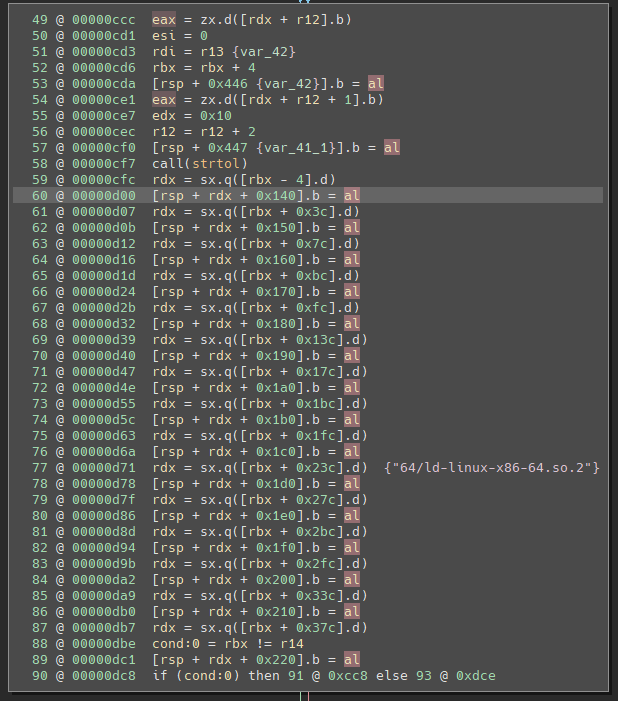 49 @ 00000ccc  eax = zx.d([rdx + r12].b)
50 @ 00000cd1  esi = 0
51 @ 00000cd3  rdi = r13 {var_42}
52 @ 00000cd6  rbx = rbx + 4
53 @ 00000cda  [rsp + 0x446 {var_42}].b = al
54 @ 00000ce1  eax = zx.d([rdx + r12 + 1].b)
55 @ 00000ce7  edx = 0x10
56 @ 00000cec  r12 = r12 + 2
57 @ 00000cf0  [rsp + 0x447 {var_41_1}].b = al
58 @ 00000cf7  call(strtol)
59 @ 00000cfc  rdx = sx.q([rbx - 4].d)
60 @ 00000d00  [rsp + rdx + 0x140].b = al
61 @ 00000d07  rdx = sx.q([rbx + 0x3c].d)
62 @ 00000d0b  [rsp + rdx + 0x150].b = al
63 @ 00000d12  rdx = sx.q([rbx + 0x7c].d)
64 @ 00000d16  [rsp + rdx + 0x160].b = al
65 @ 00000d1d  rdx = sx.q([rbx + 0xbc].d)
66 @ 00000d24  [rsp + rdx + 0x170].b = al
67 @ 00000d2b  rdx = sx.q([rbx + 0xfc].d)
68 @ 00000d32  [rsp + rdx + 0x180].b = al
69 @ 00000d39  rdx = sx.q([rbx + 0x13c].d)
70 @ 00000d40  [rsp + rdx + 0x190].b = al
71 @ 00000d47  rdx = sx.q([rbx + 0x17c].d)
72 @ 00000d4e  [rsp + rdx + 0x1a0].b = al
73 @ 00000d55  rdx = sx.q([rbx + 0x1bc].d)
74 @ 00000d5c  [rsp + rdx + 0x1b0].b = al
75 @ 00000d63  rdx = sx.q([rbx + 0x1fc].d)
76 @ 00000d6a  [rsp + rdx + 0x1c0].b = al
77 @ 00000d71  rdx = sx.q([rbx + 0x23c].d)  {"64/ld-linux-x86-64.so.2"}
78 @ 00000d78  [rsp + rdx + 0x1d0].b = al
79 @ 00000d7f  rdx = sx.q([rbx + 0x27c].d)
80 @ 00000d86  [rsp + rdx + 0x1e0].b = al
81 @ 00000d8d  rdx = sx.q([rbx + 0x2bc].d)
82 @ 00000d94  [rsp + rdx + 0x1f0].b = al
83 @ 00000d9b  rdx = sx.q([rbx + 0x2fc].d)
84 @ 00000da2  [rsp + rdx + 0x200].b = al
85 @ 00000da9  rdx = sx.q([rbx + 0x33c].d)
86 @ 00000db0  [rsp + rdx + 0x210].b = al
87 @ 00000db7  rdx = sx.q([rbx + 0x37c].d)
88 @ 00000dbe  cond:0 = rbx != r14
89 @ 00000dc1  [rsp + rdx + 0x220].b = al
90 @ 00000dc8  if (cond:0) then 91 @ 0xcc8 else 93 @ 0xdce